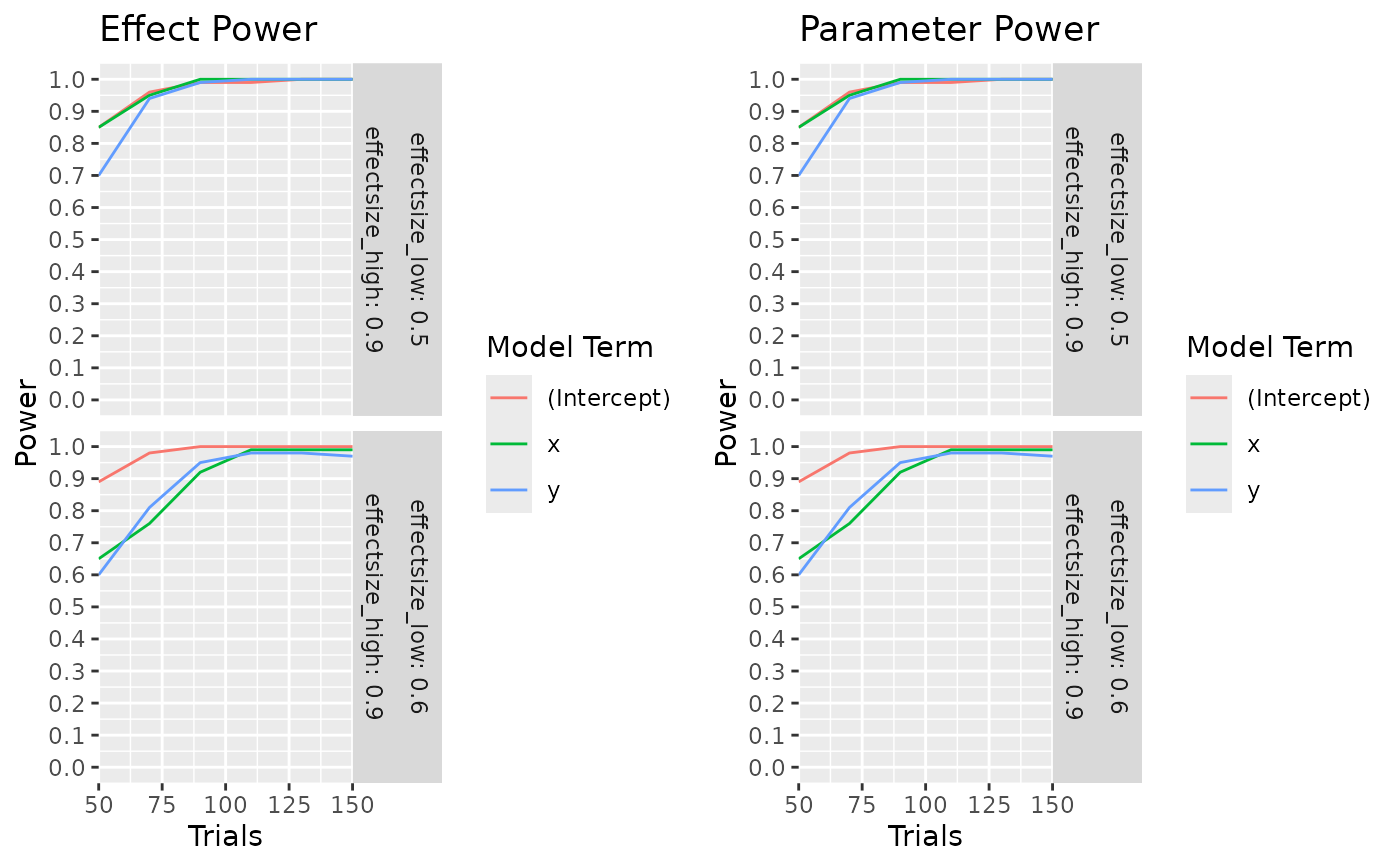 Effect Power
Power
1.0
0.9
0.8
0.7
0.6
0.5
0.4
0.3
0.2
0.1
0.0
effectsize_high: 0.9
effectsize_low: 0.5
1.0
0.9
0.8
0.7
0.6
0.5
0.4
0.3
0.2
0.1
0.0
effectsize_high: 0.9
effectsize_low: 0.6
50 75 100 125 150
Trials
Model Term
(Intercept)
x
y
Parameter Power
Power
1.0
0.9
0.8
0.7
0.6
0.5
0.4
0.3
0.2
0.1
0.0
effectsize_high: 0.9
effectsize_low: 0.5
1.0
0.9
0.8
0.7
0.6
0.5
0.4
0.3
0.2
0.1
0.0
effectsize_high: 0.9
effectsize_low: 0.6
50 75 100 125 150
Trials
Model Term
(Intercept)
x
y